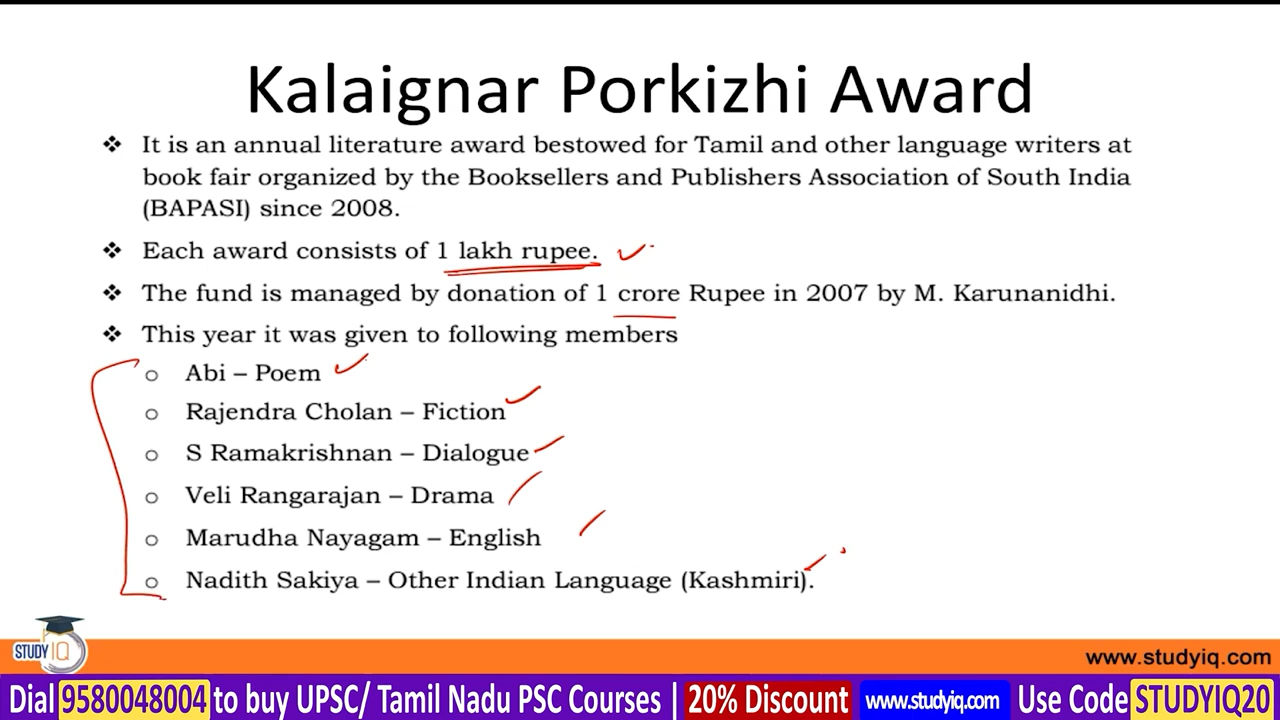 Kalaignar Porkizhi Award
❖ It is an annual literature award bestowed for Tamil and other language writers at
book fair organized by the Booksellers and Publishers Association of South India
(BAPASI) since 2008.
❖ Each award consists of 1 lakh rupee.
❖ The fund is managed by donation of 1 crore Rupee in 2007 by M. Karunanidhi.
❖ This year it was given to following members
o Abi – Poem
o Rajendra Cholan – Fiction
o S Ramakrishnan – Dialogue
o Veli Rangarajan – Drama
o Marudha Nayagam – English
o Nadith Sakiya – Other Indian Language (Kashmiri).
STUDY IQ
www.studyiq.com
Dial 9580048004 to buy UPSC/ Tamil Nadu PSC Courses | 20% Discount www.studyiq.com Use Code STUDYIQ20